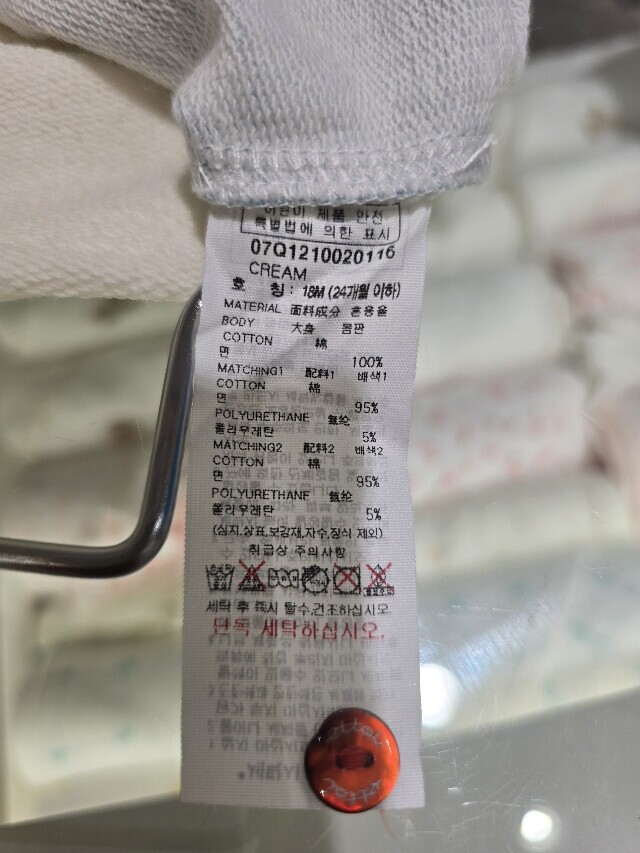 어린이 제품 안전
특별법에 의한 표시
07Q1210020116
CREAM
호 칭: 18M (24개월 이하)
MATERIAL 面料成分 혼용율
BODY 大身 몸판
COTTON 綿
면 100%
MATCHING1 配料1 배색1
COTTON 綿
면 95%
POLYURETHANE 氨纶
폴리우레탄 5%
MATCHING2 配料2 배색2
COTTON 綿
면 95%
POLYURETHANE 氨纶
폴리우레탄 5%
(심지,상표,보강재,자수,장식 제외)
취급상 주의사항
세탁 후 즉시 탈수,건조하십시오.
단독 세탁하십시오.